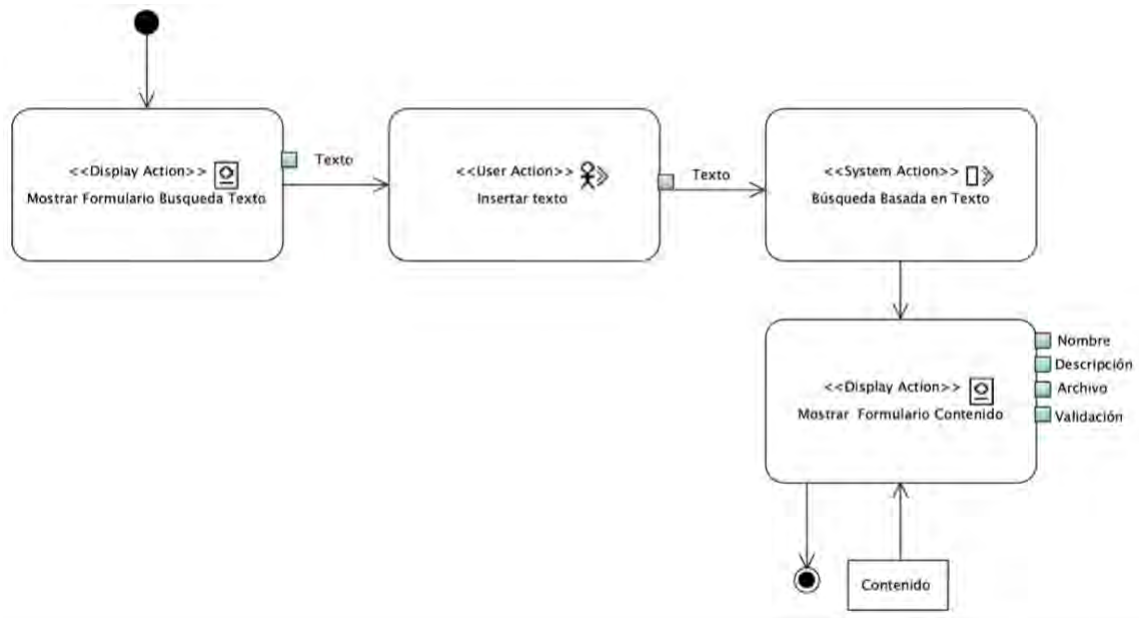 <<Display Action>>
Mostrar Formulario Busqueda Texto
Texto
<<User Action>>
Insertar texto
Texto
<<System Action>>
Búsqueda Basada en Texto
<<Display Action>>
Mostrar Formulario Contenido
Nombre
Descripción
Archivo
Validación
Contenido